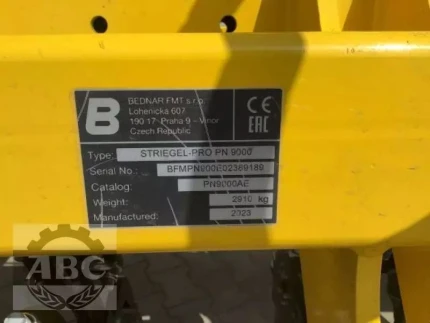 B
BEDNAR FMT s.r.o.
Lohenická 607
190 17 Praha 9 - Vinoř
Czech Republic
CE
EAC
Type: STRIEGEL-PRO PN 9000
Serial No.:
Catalog: PN9000AE
Weight: 2910 kg
Manufactured: 2023
ABC